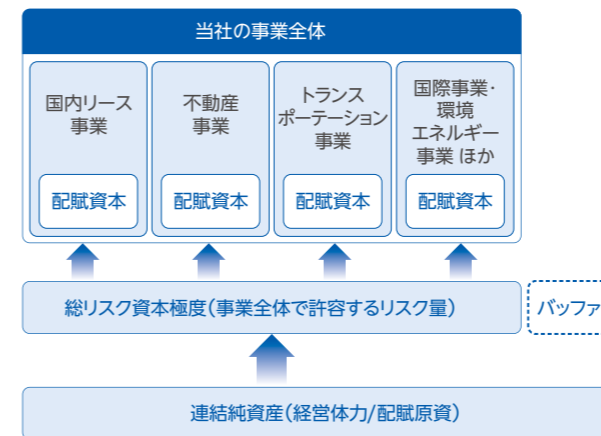 当社の事業全体
国内リース
事業
配賦資本
不動産
事業
配賦資本
トランス
ポーテーション
事業
配賦資本
国際事業・
環境
エネルギー
事業 ほか
配賦資本
総リスク資本極度(事業全体で許容するリスク量)
バッファ
連結純資産(経営体力/配賦原資)